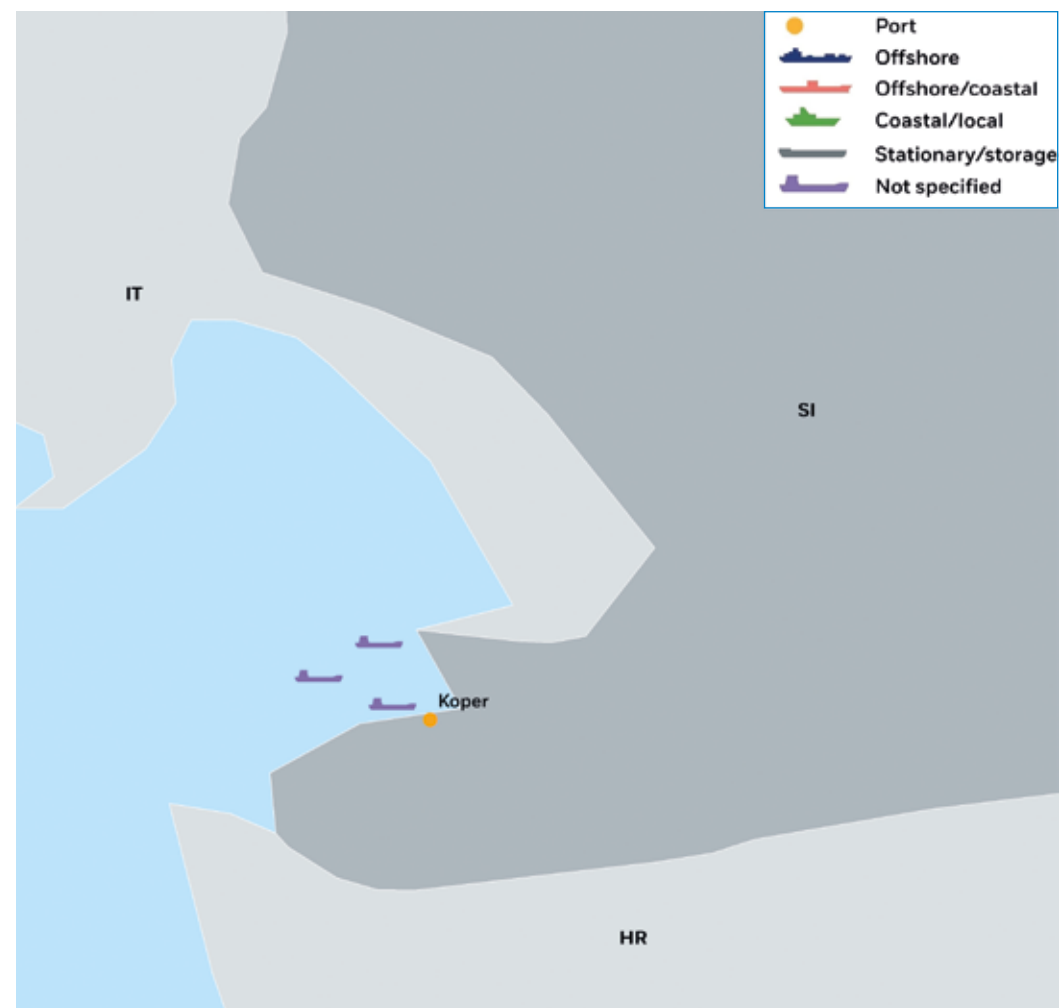 Port
Offshore
Offshore/coastal
Coastal/local
Stationary/storage
Not specified
IT
SI
Koper
HR